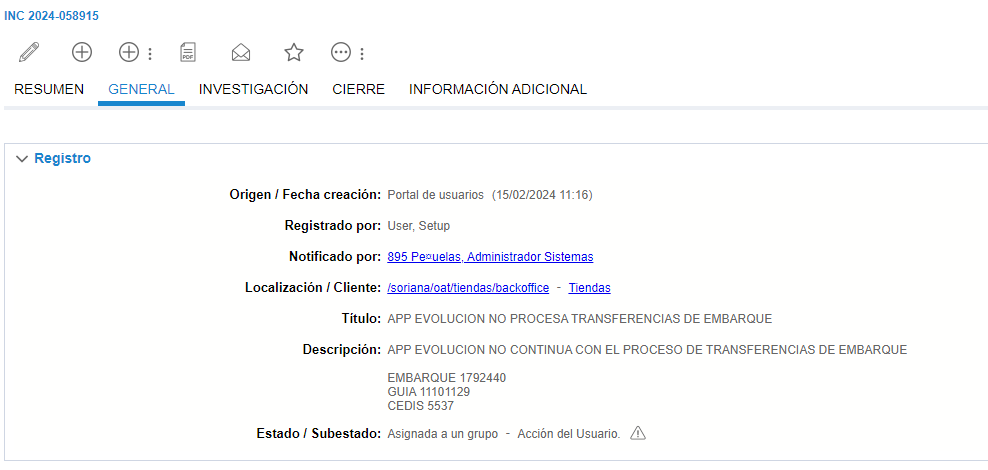 INC 2024-058915
PDF
RESUMEN GENERAL INVESTIGACIÓN CIERRE INFORMACIÓN ADICIONAL
Registro
Origen / Fecha creación: Portal de usuarios (15/02/2024 11:16)
Registrado por: User, Setup
Notificado por: 895 Pe¤uelas, Administrador Sistemas
Localización / Cliente: /soriana/oat/tiendas/backoffice - Tiendas
Título: APP EVOLUCION NO PROCESA TRANSFERENCIAS DE EMBARQUE
Descripción: APP EVOLUCION NO CONTINUA CON EL PROCESO DE TRANSFERENCIAS DE EMBARQUE
EMBARQUE 1792440
GUIA 11101129
CEDIS 5537
Estado / Subestado: Asignada a un grupo - Acción del Usuario.